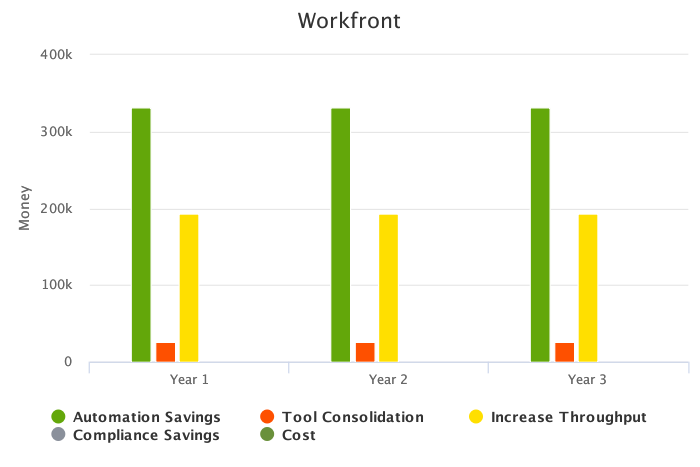 Workfront
400k
300k
200k
100k
0
Money
Year 1 Year 2 Year 3
Automation Savings Tool Consolidation Increase Throughput
Compliance Savings Cost